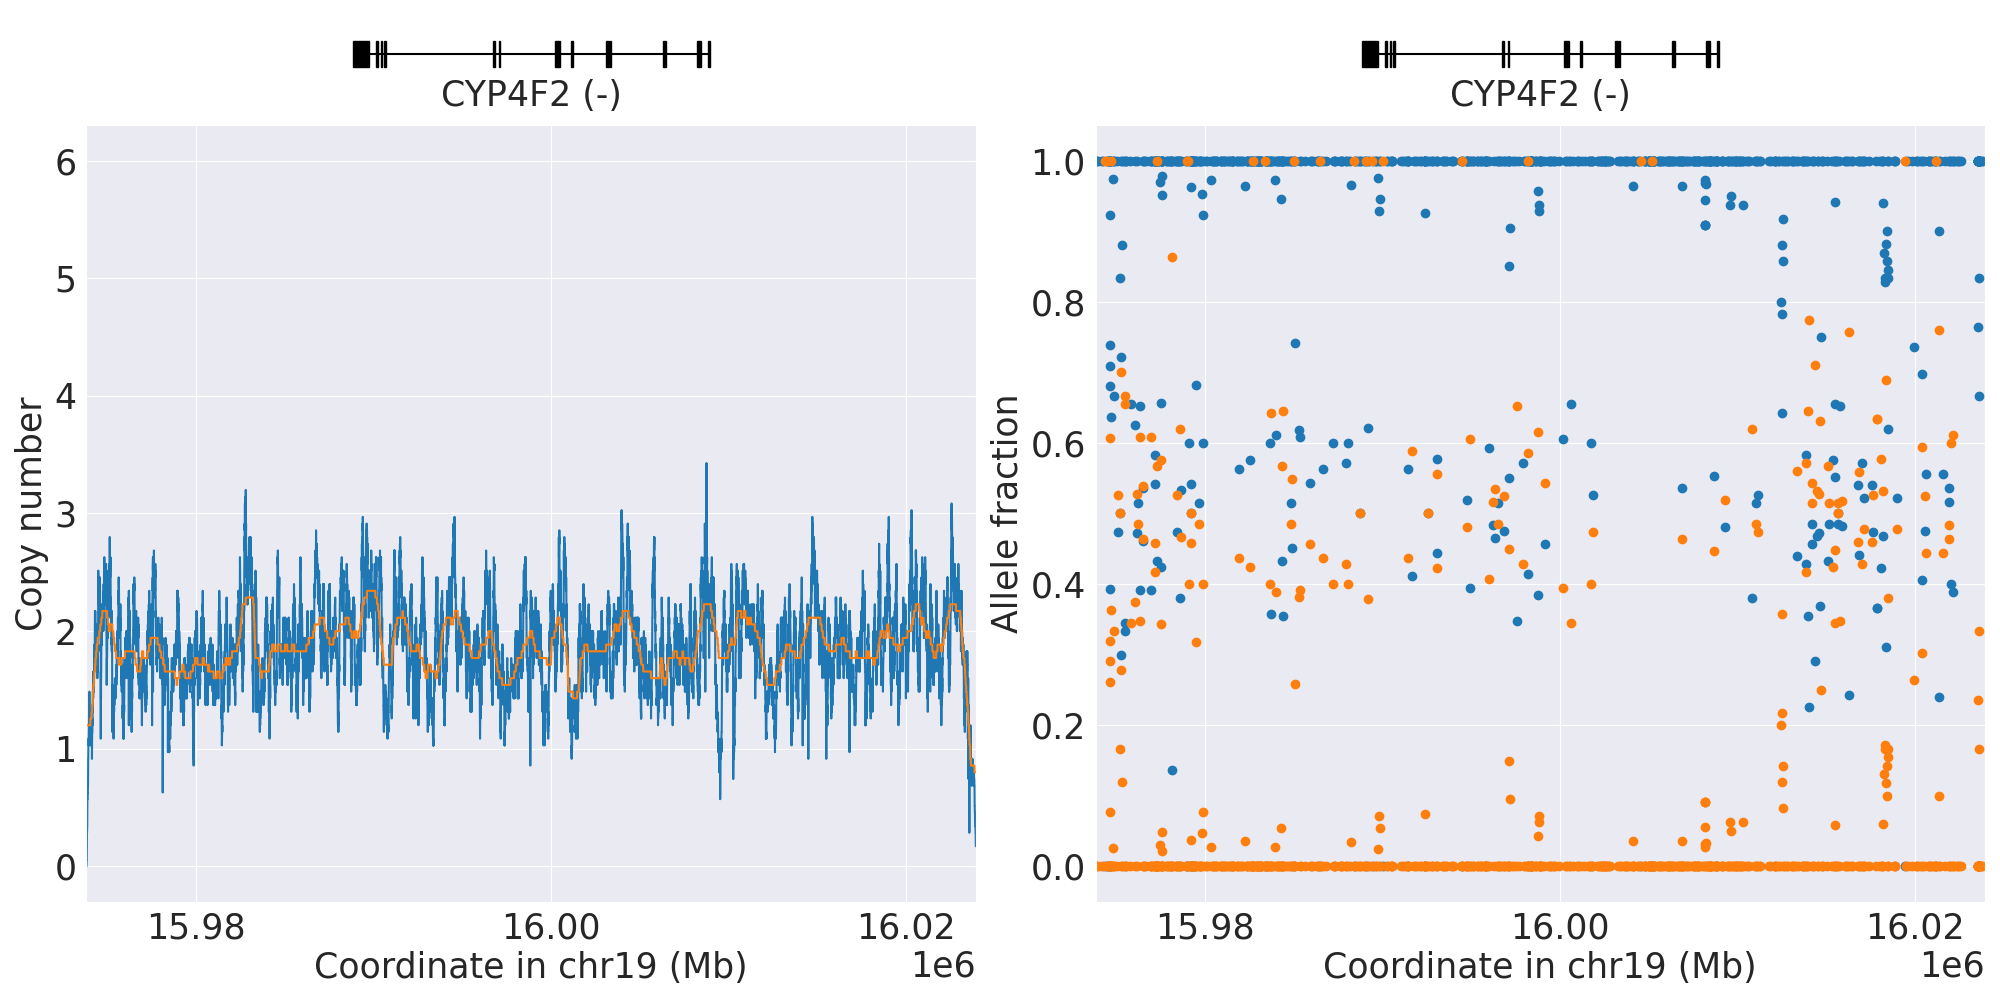 CYP4F2 (-)
6
5
4
3
2
1
0
Copy number
15.98
16.00
16.02
Coordinate in chr19 (Mb)
1e6
CYP4F2 (-)
1.0
0.8
0.6
0.4
0.2
0.0
Allele fraction
15.98
16.00
16.02
Coordinate in chr19 (Mb)
1e6